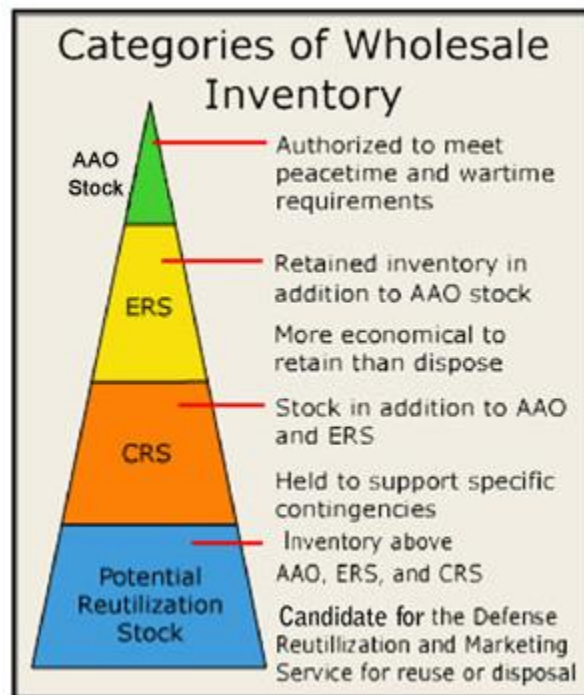 Categories of Wholesale
Inventory
AAO
Stock
Authorized to meet
peacetime and wartime
requirements
ERS
Retained inventory in
addition to AAO stock
More economical to
retain than dispose
CRS
Stock in addition to AAO
and ERS
Held to support specific
contingencies
Potential
Reutilization
Stock
Inventory above
AAO, ERS, and CRS
Candidate for the Defense
Reutillization and Marketing
Service for reuse or disposal